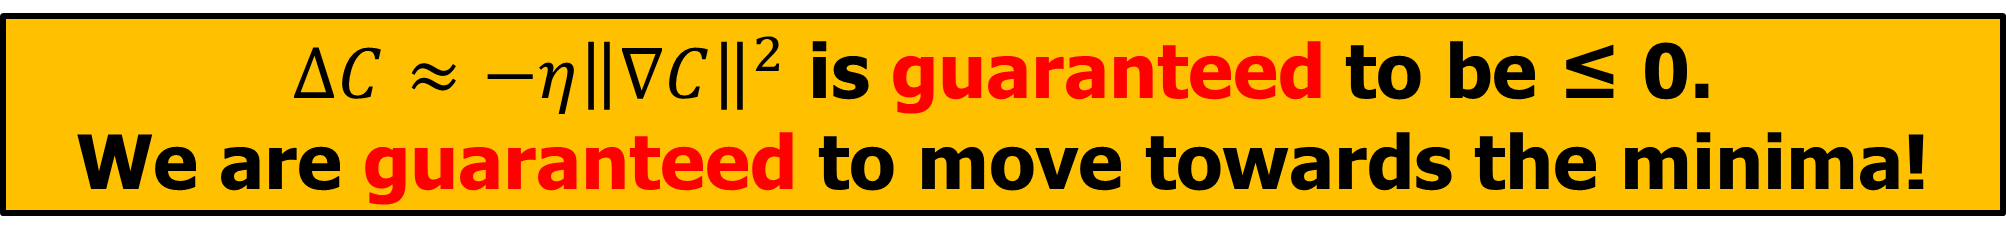 Δ𝐶 ≈ −𝜂‖∇𝐶‖² is guaranteed to be ≤ 0.
We are guaranteed to move towards the minima!